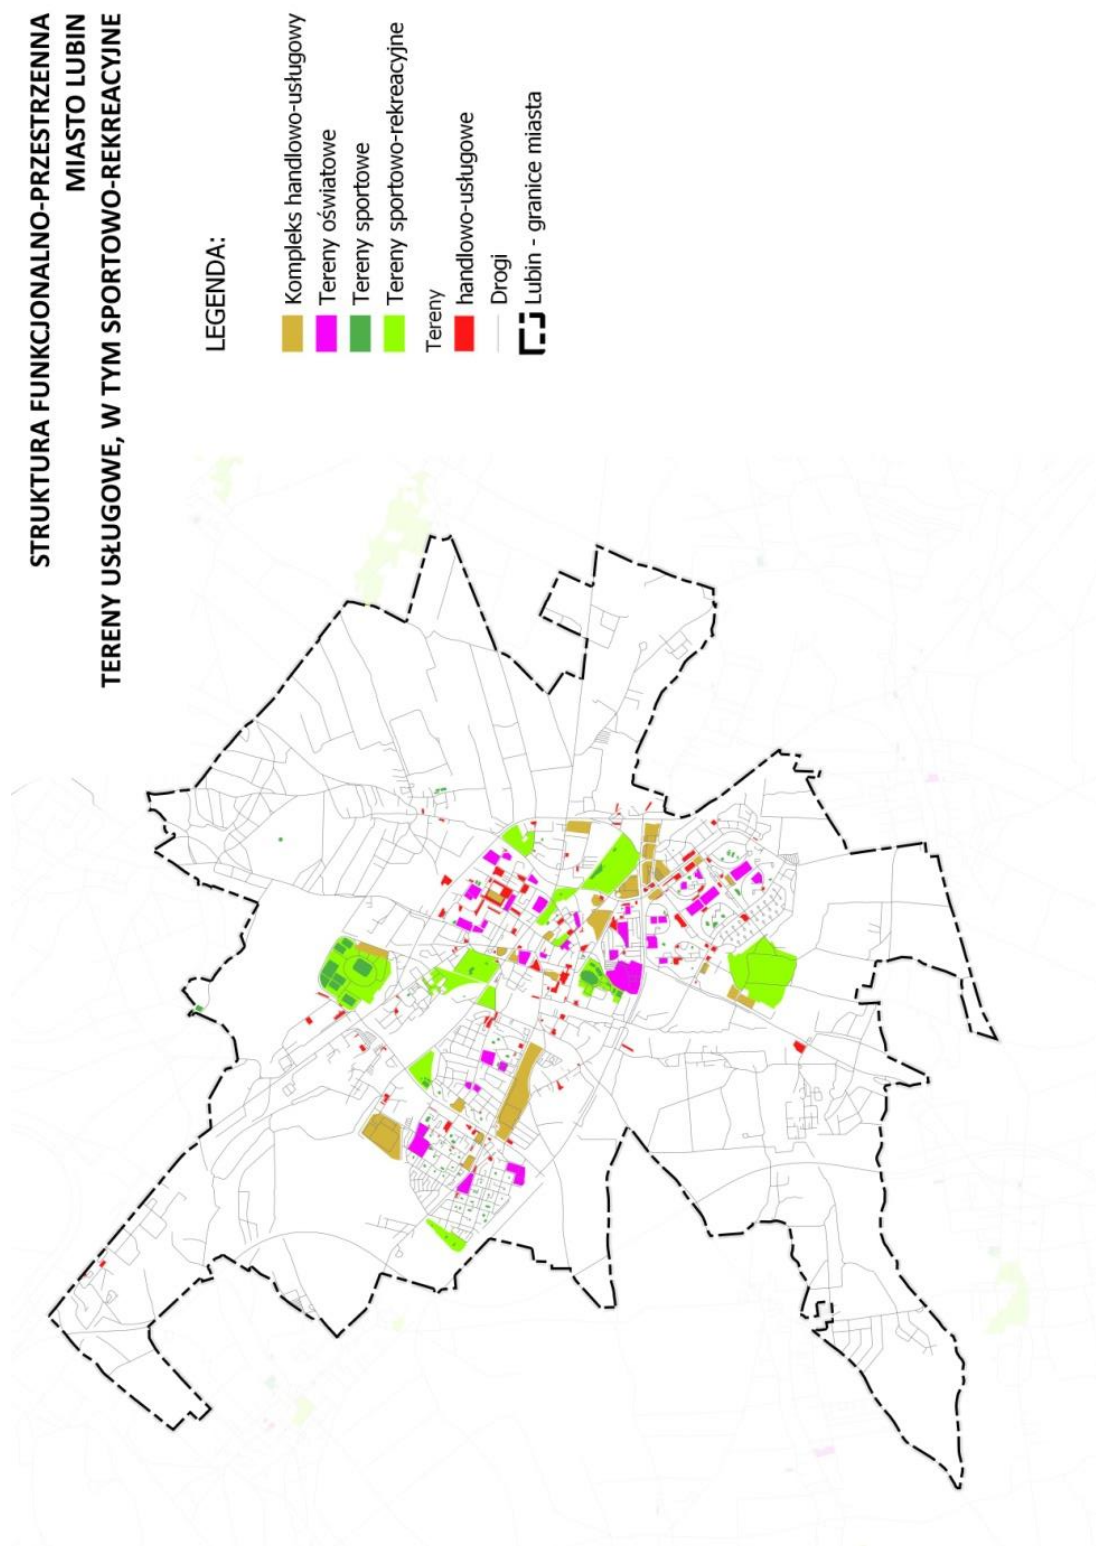 STRUKTURA FUNKCJONALNO-PRZESTRZENNA
MIASTO LUBIN
TERENY USŁUGOWE, W TYM SPORTOWO-REKREACYJNE
LEGENDA:
Kompleks handlowo-usługowy
Tereny oświatowe
Tereny sportowe
Tereny sportowo-rekreacyjne
Tereny
handlowo-usługowe
Drogi
Lubin - granice miasta